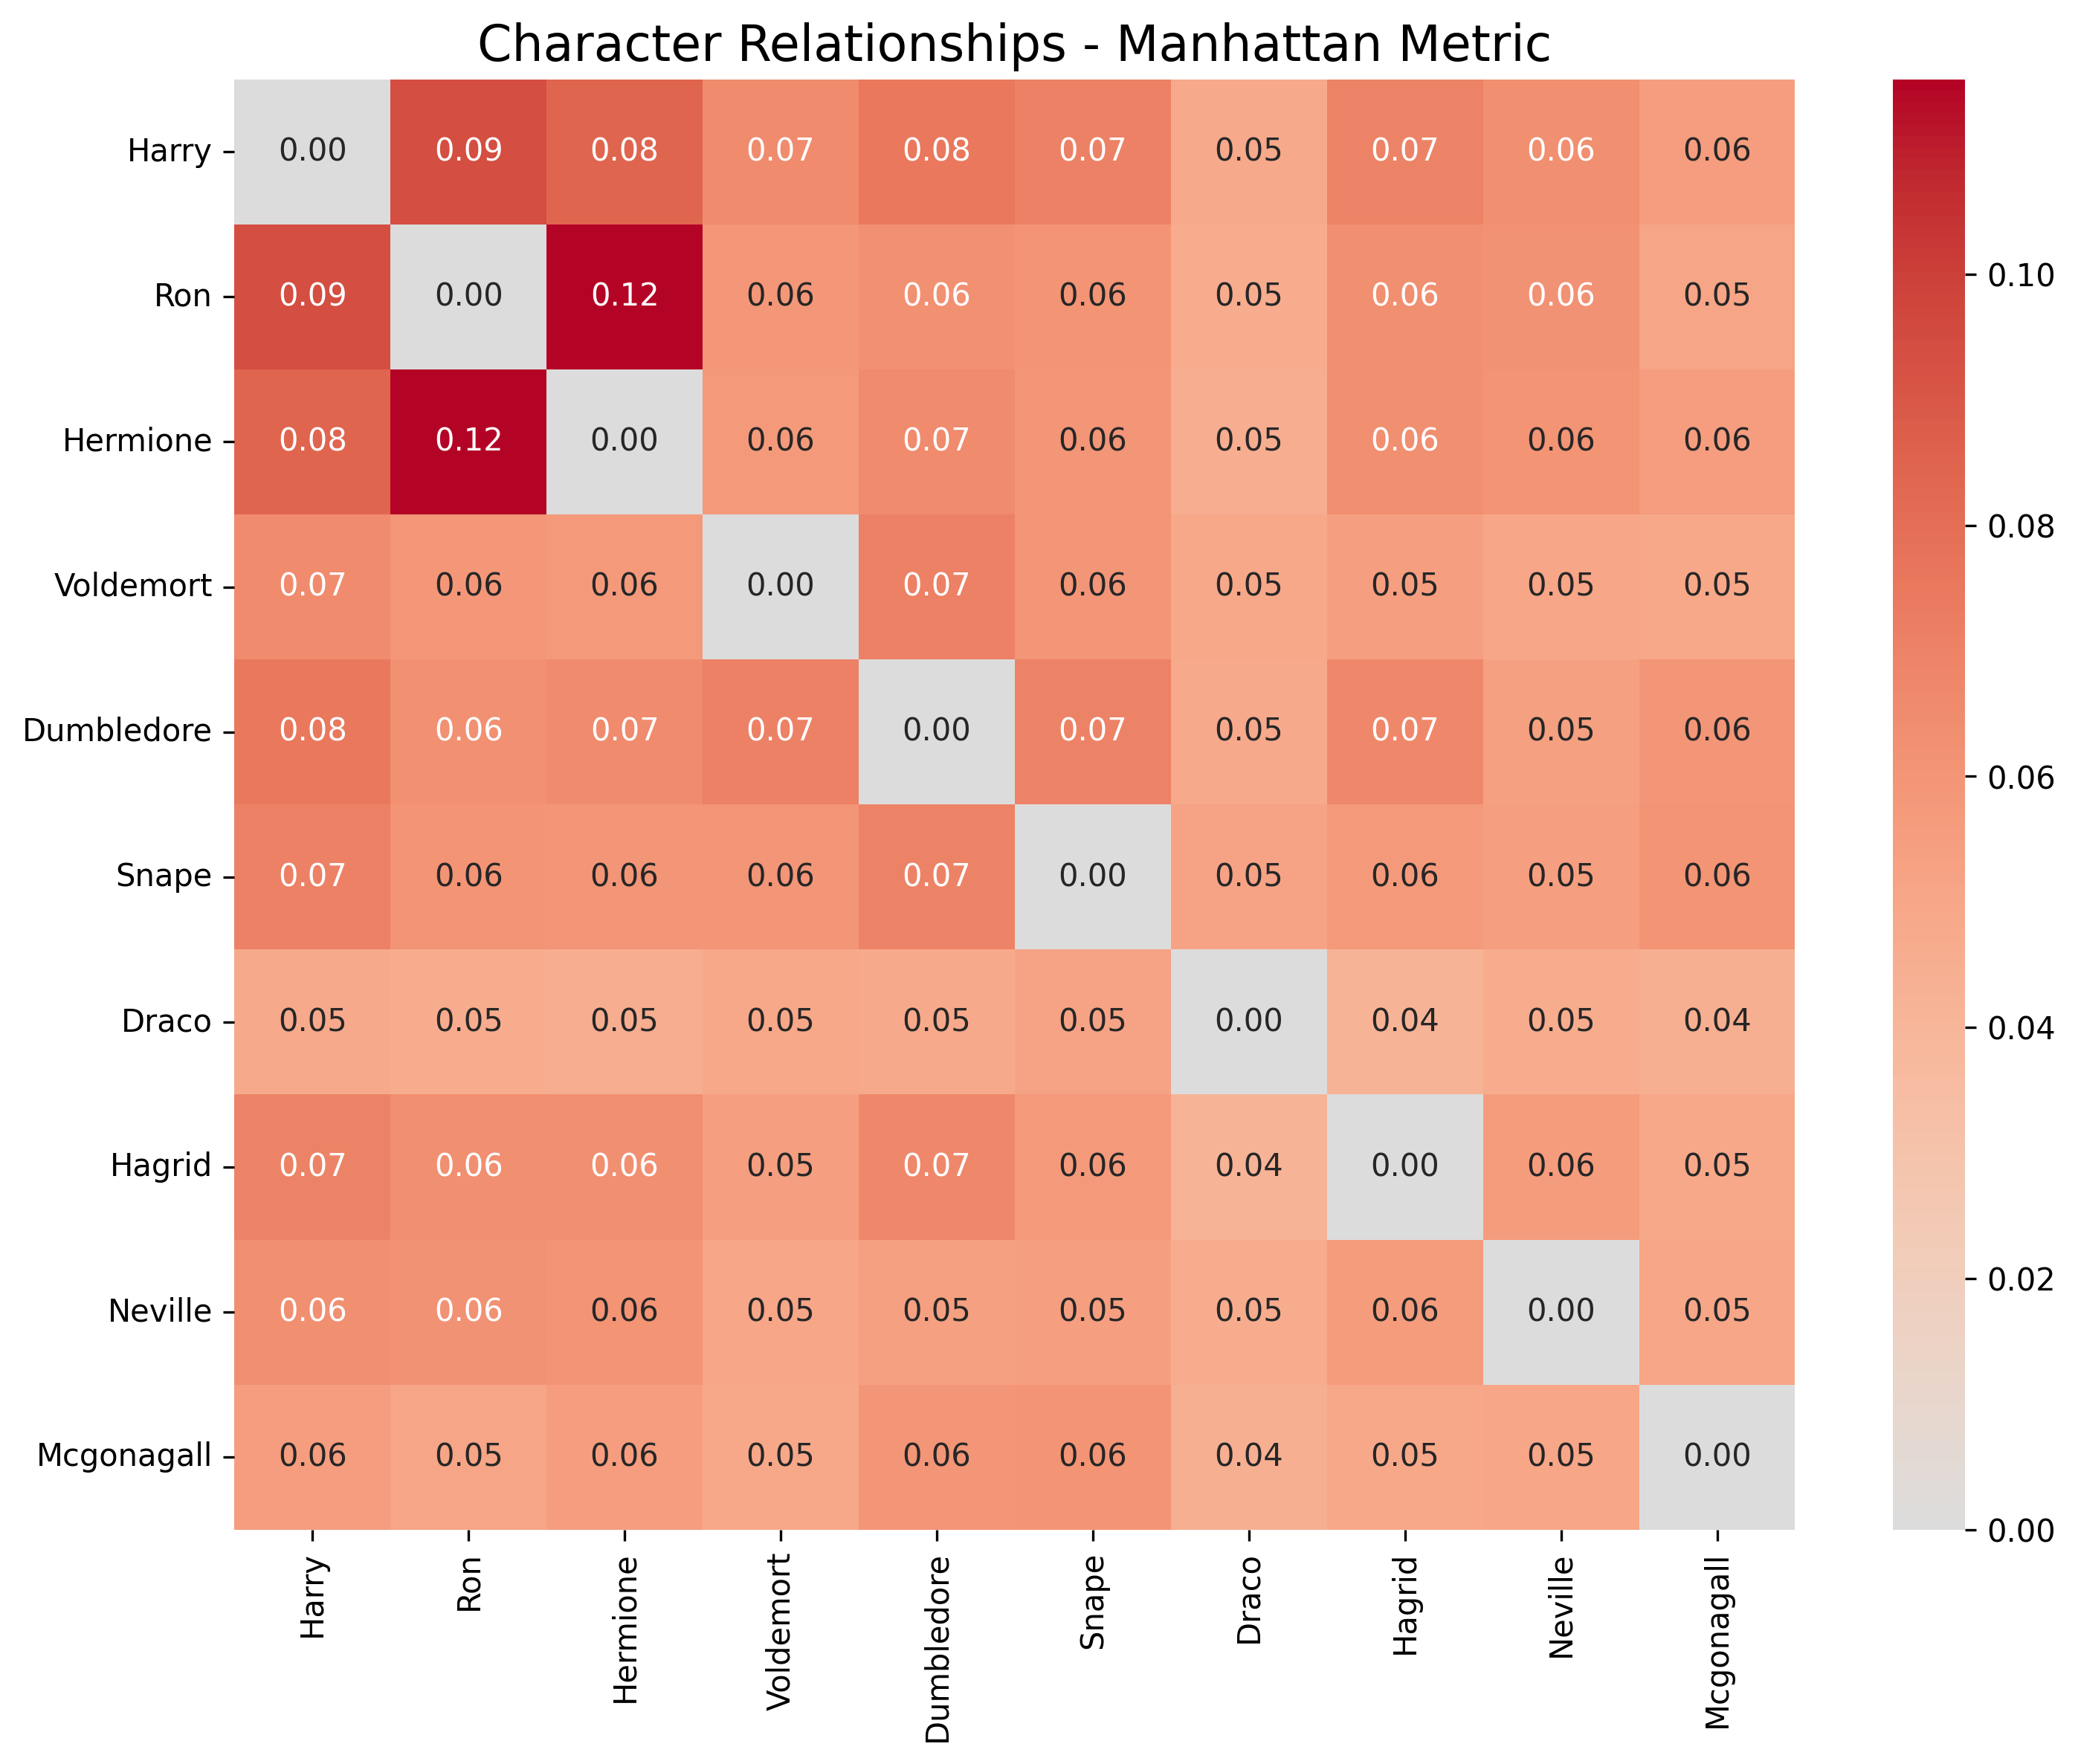 Character Relationships - Manhattan Metric
Harry 0.00 0.09 0.08 0.07 0.08 0.07 0.05 0.07 0.06 0.06
Ron 0.09 0.00 0.12 0.06 0.06 0.06 0.05 0.06 0.06 0.05
Hermione 0.08 0.12 0.00 0.06 0.07 0.06 0.05 0.06 0.06 0.06
Voldemort 0.07 0.06 0.06 0.00 0.07 0.06 0.05 0.05 0.05 0.05
Dumbledore 0.08 0.06 0.07 0.07 0.00 0.07 0.05 0.07 0.05 0.06
Snape 0.07 0.06 0.06 0.06 0.07 0.00 0.05 0.06 0.05 0.06
Draco 0.05 0.05 0.05 0.05 0.05 0.05 0.00 0.04 0.05 0.04
Hagrid 0.07 0.06 0.06 0.05 0.07 0.06 0.04 0.00 0.06 0.05
Neville 0.06 0.06 0.06 0.05 0.05 0.05 0.05 0.06 0.00 0.05
Mcgonagall 0.06 0.05 0.06 0.05 0.06 0.06 0.04 0.05 0.05 0.00
Harry Ron Hermione Voldemort Dumbledore Snape Draco Hagrid Neville Mcgonagall
0.10
0.08
0.06
0.04
0.02
0.00